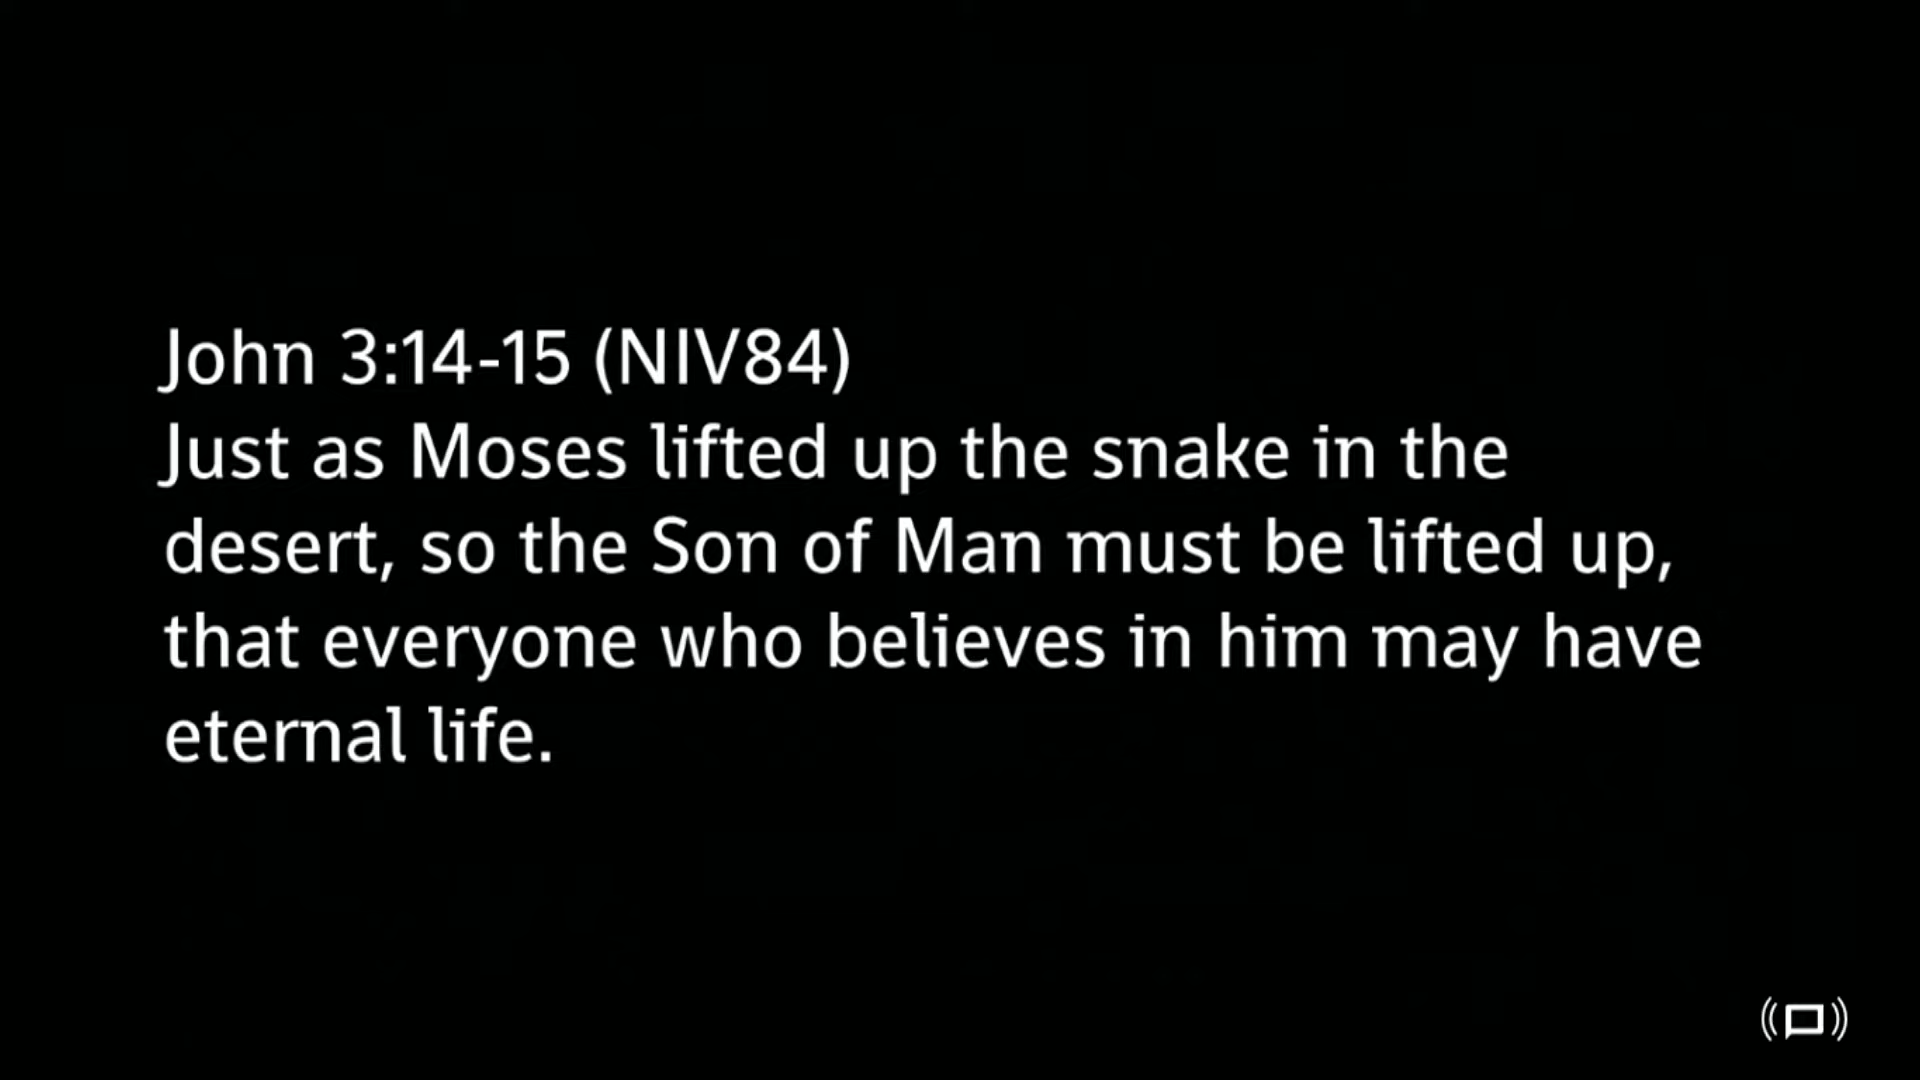 John 3:14-15 (NIV84)
Just as Moses lifted up the snake in the
desert, so the Son of Man must be lifted up,
that everyone who believes in him may have
eternal life.